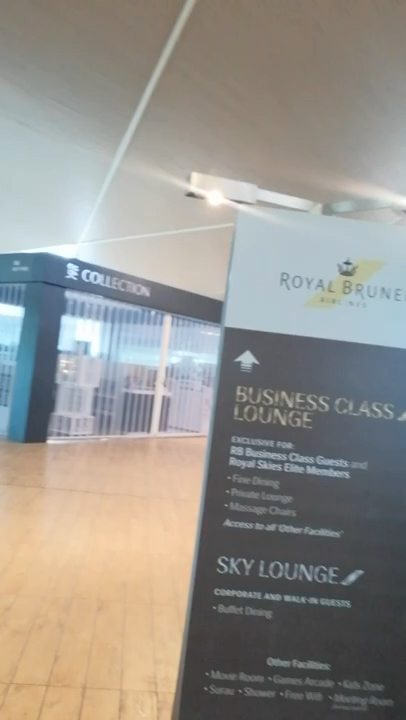 COLLECTION
ROYAL BRUNEI
AIRLINES
BUSINESS CLASS
LOUNGE
EXCLUSIVE FOR:
RB Business Class Guests and
Royal Skies Elite Members
• Fine Dining
• Private Lounge
• Massage Chairs
Access to all 'Other Facilities'
SKY LOUNGE
CORPORATE AND WALK-IN GUESTS
• Buffet Dining
Other Facilities:
• Movie Room • Games Arcade • Kids Zone
• Surau • Shower • Free Wifi • Meeting Room